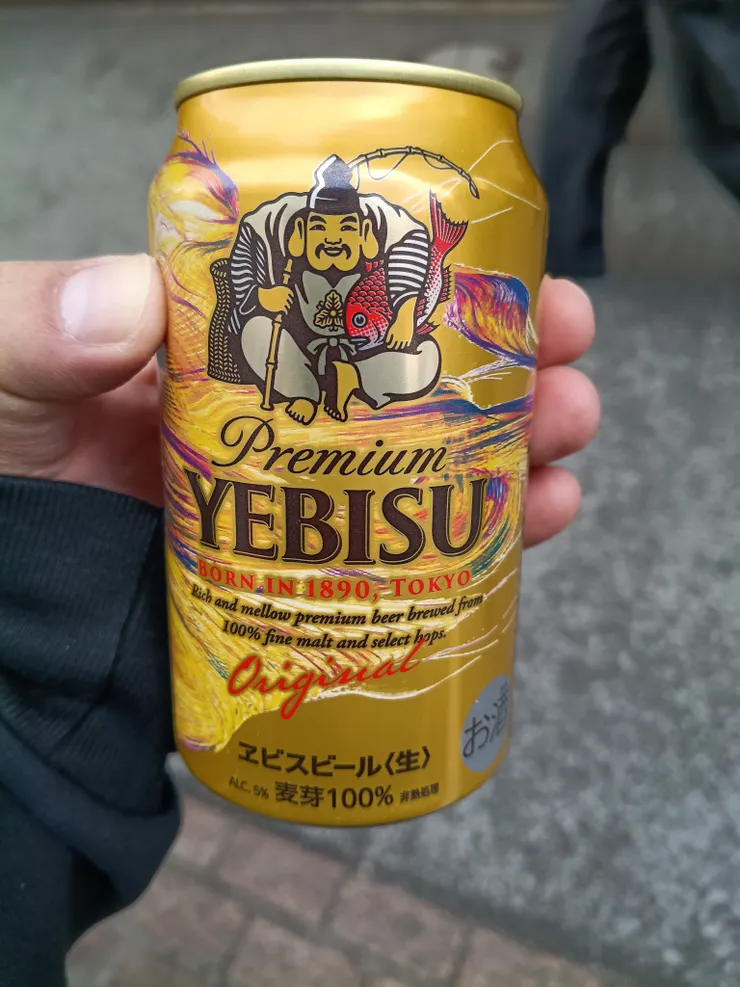 Premium
YEBISU
BORN IN 1890, TOKYO
Rich and mellow premium beer brewed from
100% fine malt and select hops.
Original
お酒
ヱビスビール〈生〉
ALC. 5% 麦芽100% 非熱処理